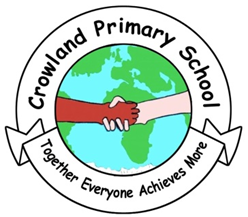 Crowland Primary School
Together Everyone Achieves More